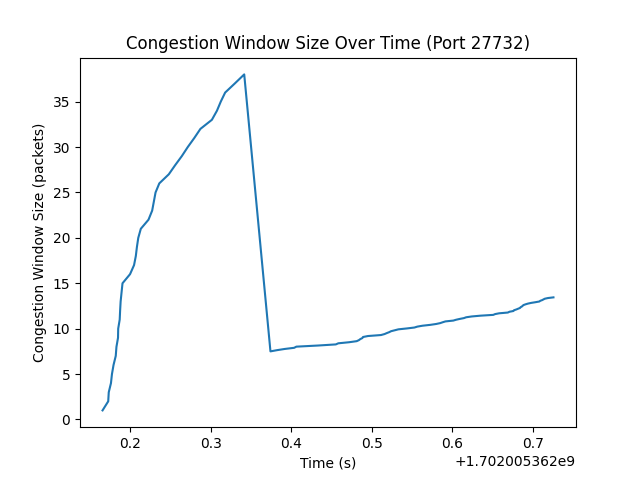 Congestion Window Size Over Time (Port 27732)
Congestion Window Size (packets)
35
30
25
20
15
10
5
0
0.2 0.3 0.4 0.5 0.6 0.7
Time (s)
+1.702005362e9